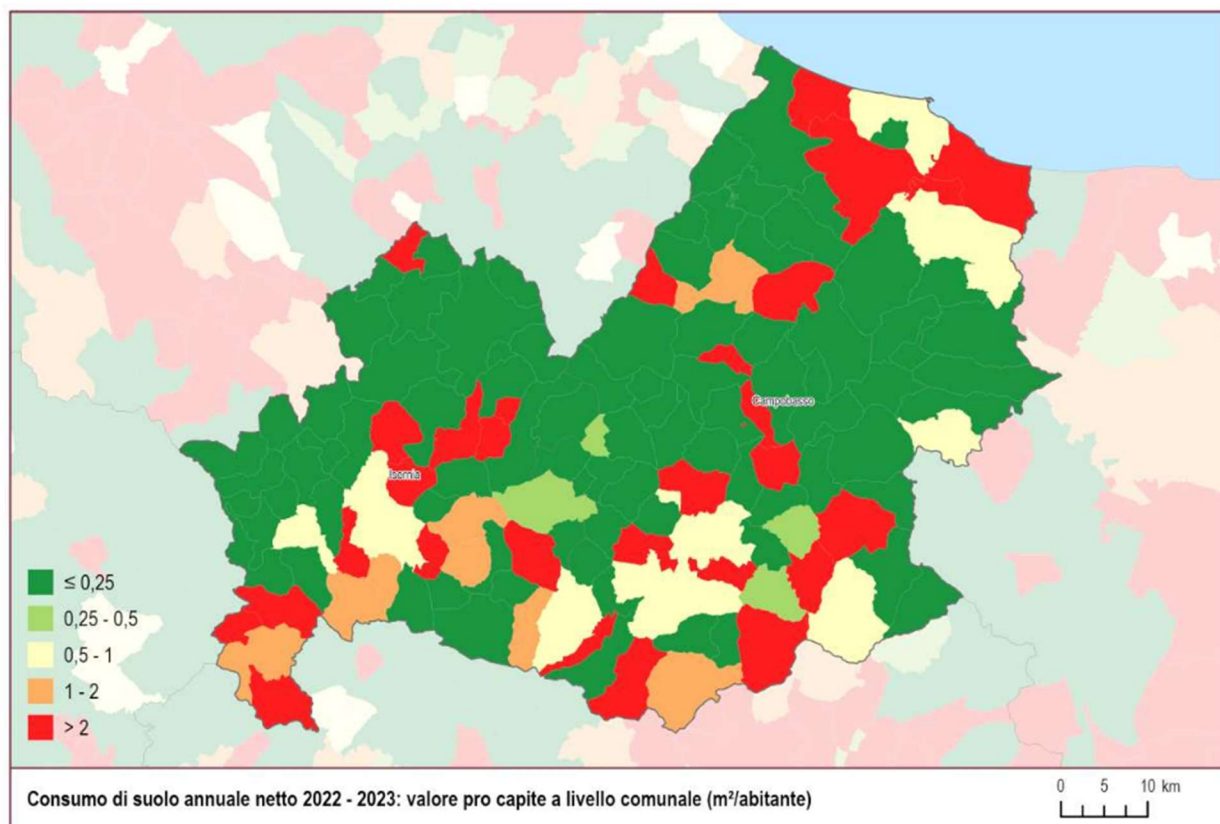 Campobasso
Isernia
≤ 0,25
0,25 - 0,5
0,5 - 1
1 - 2
> 2
Consumo di suolo annuale netto 2022 - 2023: valore pro capite a livello comunale (m²/abitante)
0 5 10 km